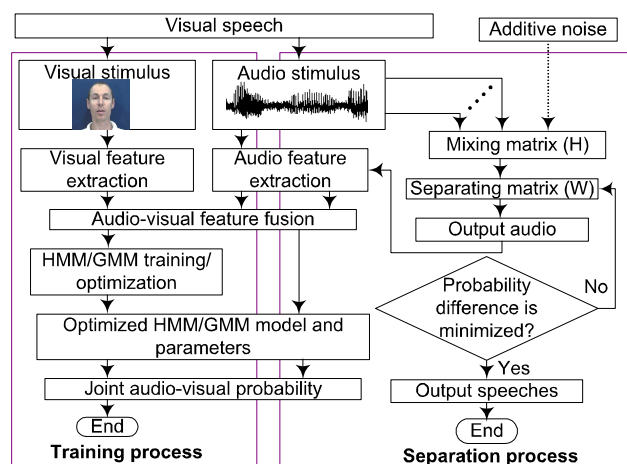 Visual speech
Additive noise
Visual stimulus
Audio stimulus
Mixing matrix (H)
Visual feature
extraction
Audio feature
extraction
Separating matrix (W)
Audio-visual feature fusion
Output audio
HMM/GMM training/
optimization
Probability
difference is
minimized?
No
Optimized HMM/GMM model and
parameters
Yes
Joint audio-visual probability
Output speeches
End
End
Training process
Separation process